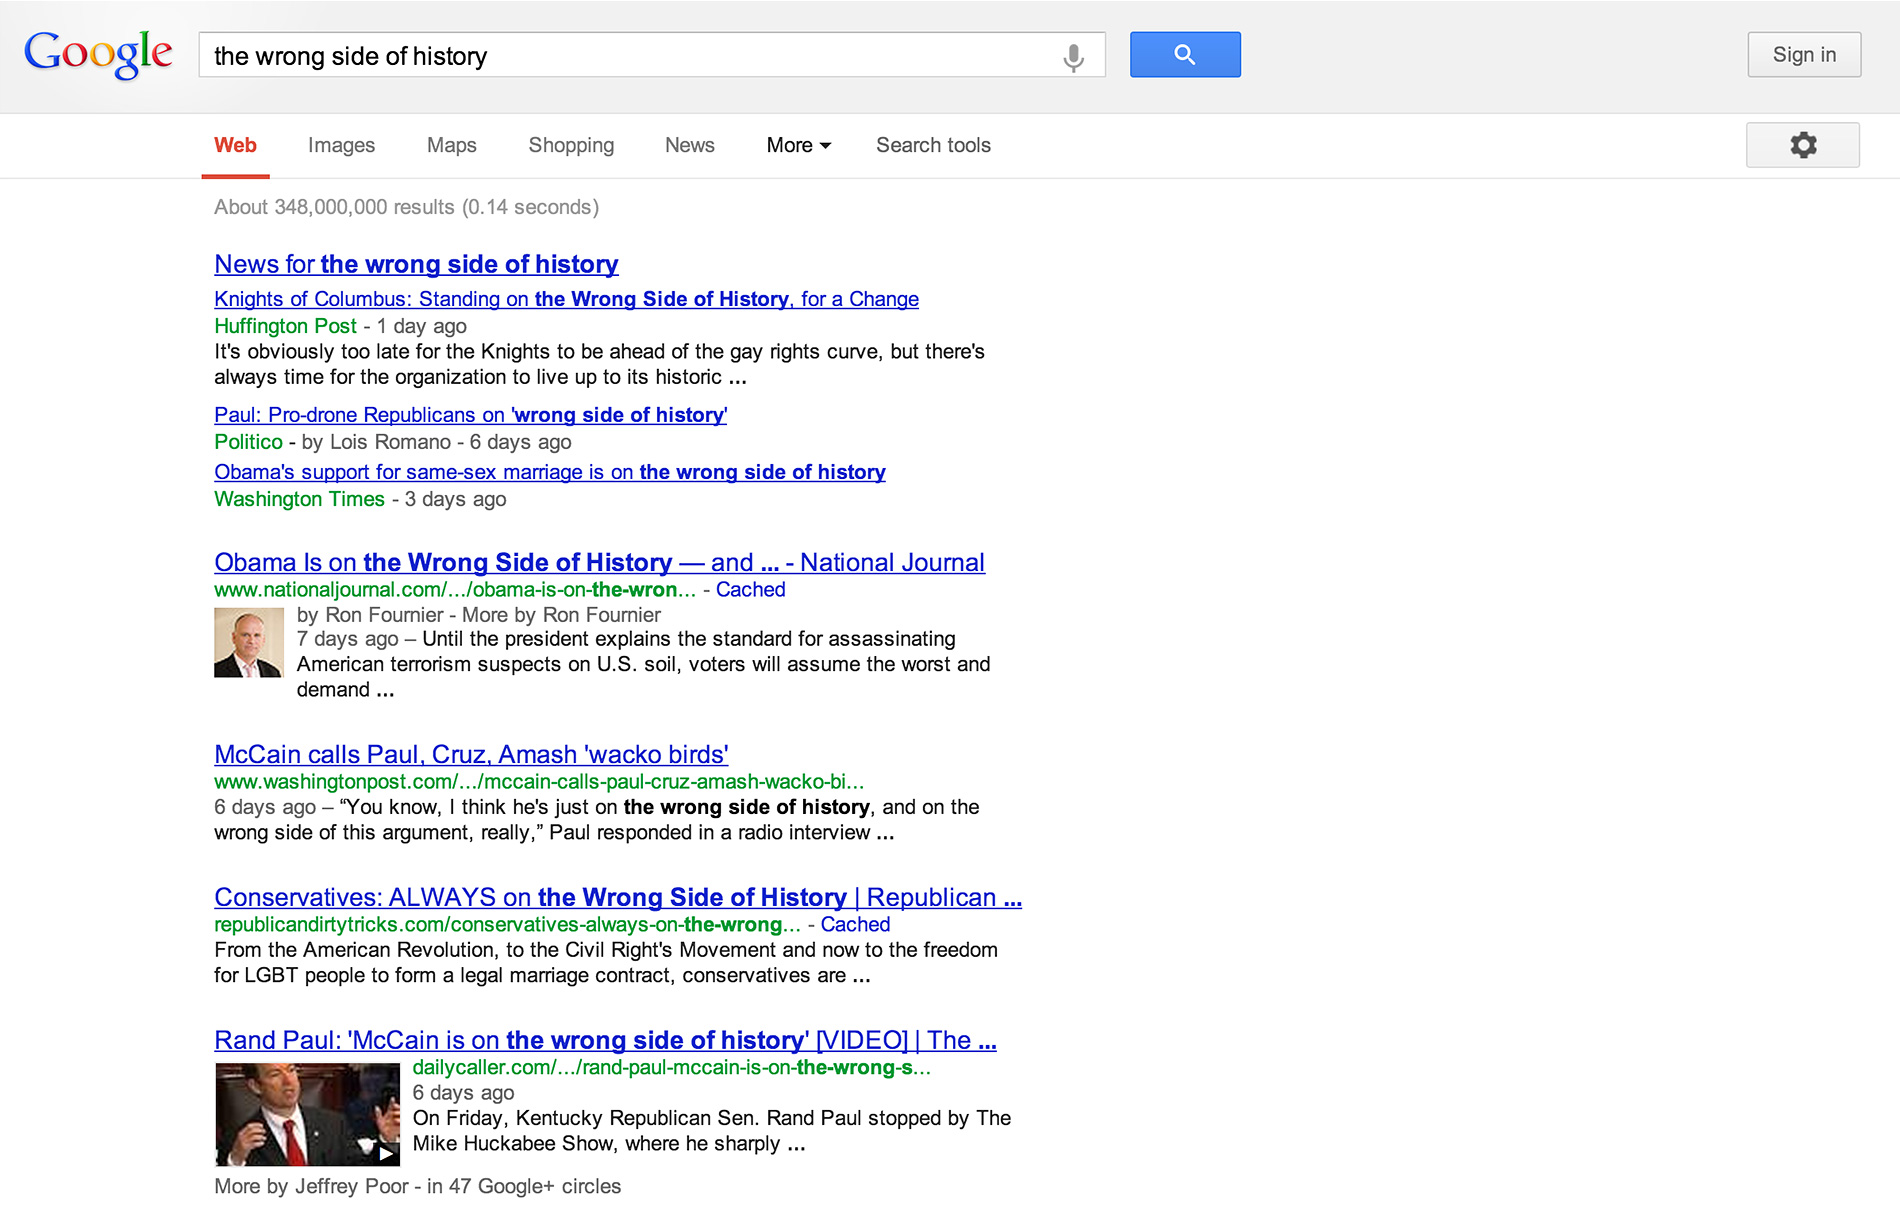 Google
the wrong side of history
Sign in
Web Images Maps Shopping News More Search tools
About 348,000,000 results (0.14 seconds)
News for the wrong side of history
Knights of Columbus: Standing on the Wrong Side of History, for a Change
Huffington Post - 1 day ago
It's obviously too late for the Knights to be ahead of the gay rights curve, but there's
always time for the organization to live up to its historic ...
Paul: Pro-drone Republicans on 'wrong side of history'
Politico - by Lois Romano - 6 days ago
Obama's support for same-sex marriage is on the wrong side of history
Washington Times - 3 days ago
Obama Is on the Wrong Side of History — and ... - National Journal
www.nationaljournal.com/.../obama-is-on-the-wron... - Cached
by Ron Fournier - More by Ron Fournier
7 days ago – Until the president explains the standard for assassinating
American terrorism suspects on U.S. soil, voters will assume the worst and
demand ...
McCain calls Paul, Cruz, Amash 'wacko birds'
www.washingtonpost.com/.../mccain-calls-paul-cruz-amash-wacko-bi...
6 days ago – “You know, I think he's just on the wrong side of history, and on the
wrong side of this argument, really,” Paul responded in a radio interview ...
Conservatives: ALWAYS on the Wrong Side of History | Republican ...
republicandirtytricks.com/conservatives-always-on-the-wrong... - Cached
From the American Revolution, to the Civil Right's Movement and now to the freedom
for LGBT people to form a legal marriage contract, conservatives are ...
Rand Paul: 'McCain is on the wrong side of history' [VIDEO] | The ...
dailycaller.com/.../rand-paul-mccain-is-on-the-wrong-s...
6 days ago
On Friday, Kentucky Republican Sen. Rand Paul stopped by The
Mike Huckabee Show, where he sharply ...
More by Jeffrey Poor - in 47 Google+ circles